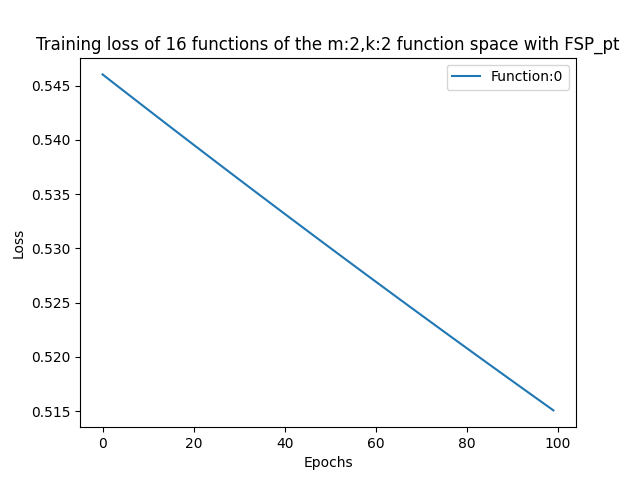 Training loss of 16 functions of the m:2,k:2 function space with FSP_pt
Function:0
0.545
0.540
0.535
0.530
0.525
0.520
0.515
Loss
0 20 40 60 80 100
Epochs